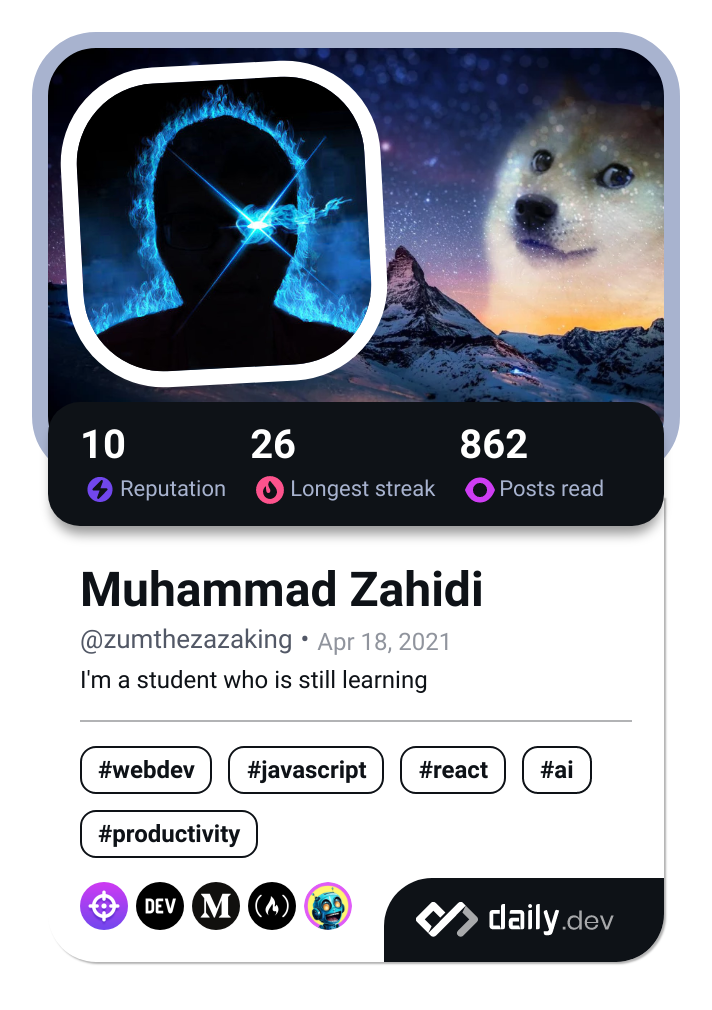 10 26 862
Reputation Longest streak Posts read
Muhammad Zahidi
@zumthezazaking • Apr 18, 2021
I'm a student who is still learning
#webdev #javascript #react #ai
#productivity
DEV M daily.dev